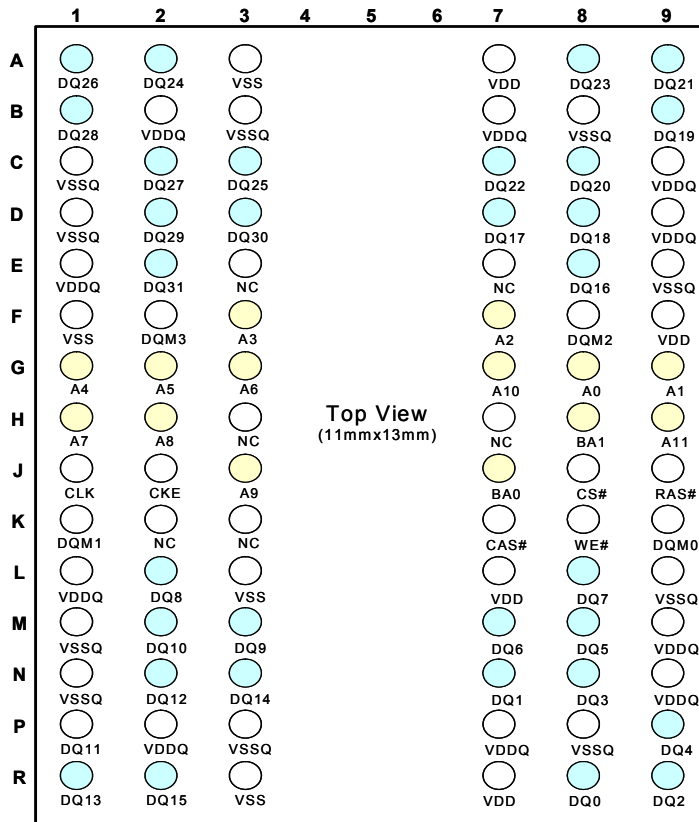 1 2 3 4 5 6 7 8 9
A
DQ26 DQ24 VSS VDD DQ23 DQ21
B
DQ28 VDDQ VSSQ VDDQ VSSQ DQ19
C
VSSQ DQ27 DQ25 DQ22 DQ20 VDDQ
D
VSSQ DQ29 DQ30 DQ17 DQ18 VDDQ
E
VDDQ DQ31 NC NC DQ16 VSSQ
F
VSS DQM3 A3 A2 DQM2 VDD
G
A4 A5 A6 A10 A0 A1
H
Top View
(11mmx13mm)
A7 A8 NC NC BA1 A11
J
CLK CKE A9 BA0 CS# RAS#
K
DQM1 NC NC CAS# WE# DQM0
L
VDDQ DQ8 VSS VDD DQ7 VSSQ
M
VSSQ DQ10 DQ9 DQ6 DQ5 VDDQ
N
VSSQ DQ12 DQ14 DQ1 DQ3 VDDQ
P
DQ11 VDDQ VSSQ VDDQ VSSQ DQ4
R
DQ13 DQ15 VSS VDD DQ0 DQ2